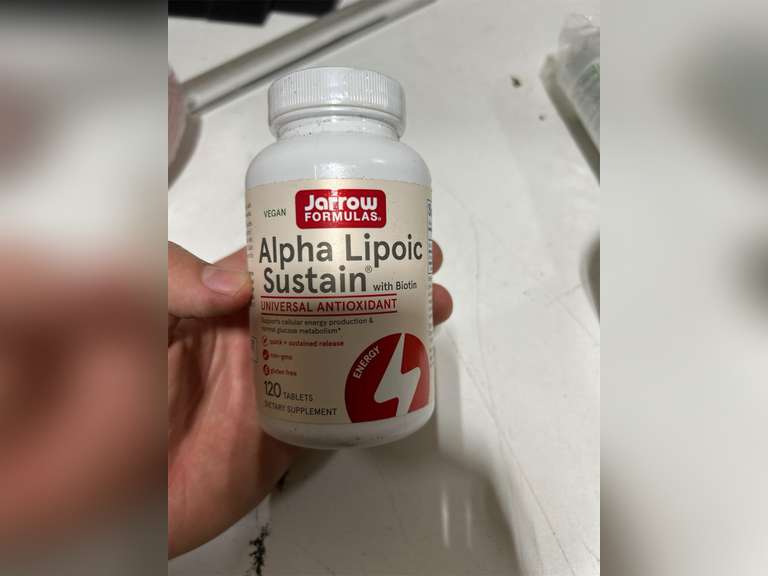 VEGAN
Jarrow
FORMULAS®
Alpha Lipoic
Sustain® with Biotin
UNIVERSAL ANTIOXIDANT
Supports cellular energy production &
normal glucose metabolism*
quick + sustained release
non-gmo
gluten free
ENERGY
120 TABLETS
DIETARY SUPPLEMENT